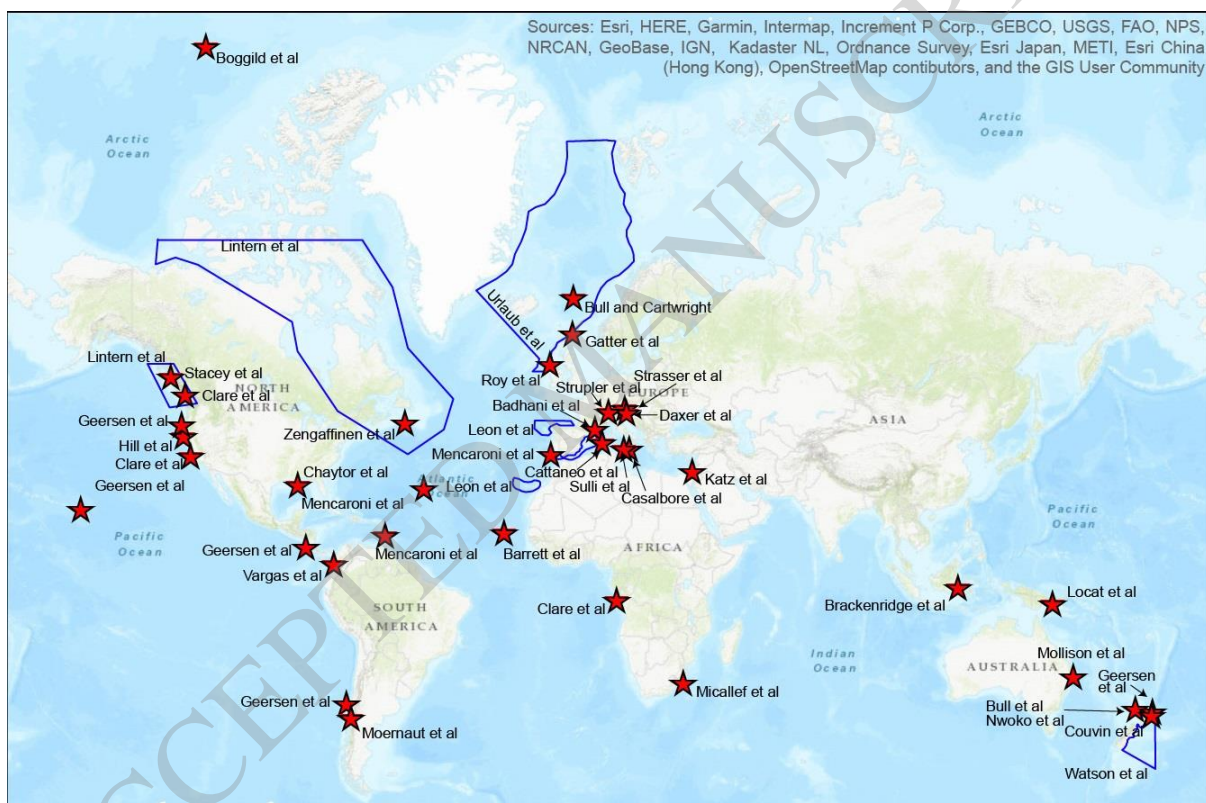 Sources: Esri, HERE, Garmin, Intermap, Increment P Corp., GEBCO, USGS, FAO, NPS,
NRCAN, GeoBase, IGN, Kadaster NL, Ordnance Survey, Esri Japan, METI, Esri China
(Hong Kong), OpenStreetMap contibutors, and the GIS User Community
Boggild et al
Arctic
Ocean
Arctic
Ocean
Lintern et al
Urlaub et al
Bull and Cartwright
Gatter et al
Lintern et al
Stacey et al
Roy et al
Strasser et al
Strupler et al
NORTH
AMERICA
EUROPE
Clare et al
Badhani et al
Daxer et al
ASIA
Geersen et al
Zengaffinen et al
Leon et al
Hill et al
Mencaroni et al
Clare et al
Cattaneo et al
Chaytor et al
Atlantic
Ocean
Sulli et al
Katz et al
Geersen et al
Leon et al
Casalbore et al
Mencaroni et al
Pacific
Ocean
Pacific
Ocean
Geersen et al
Mencaroni et al
Barrett et al
AFRICA
Vargas et al
Clare et al
Brackenridge et al
Locat et al
SOUTH
AMERICA
Indian
Ocean
Mollison et al
AUSTRALIA
Geersen
et al
Micallef et al
Geersen et al
Bull et al
Nwoko et al
Moernaut et al
Couvin et al
Watson et al
ACCEPTED MANUSCRIPT